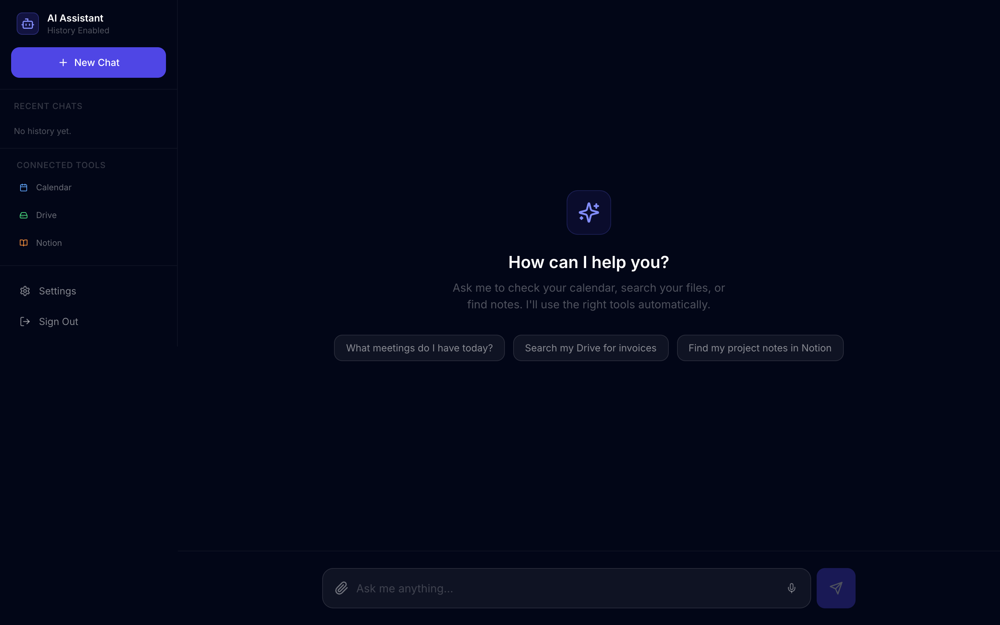 AI Assistant
History Enabled
New Chat
RECENT CHATS
No history yet.
CONNECTED TOOLS
Calendar
Drive
Notion
Settings
Sign Out
How can I help you?
Ask me to check your calendar, search your files, or
find notes. I'll use the right tools automatically.
What meetings do I have today?
Search my Drive for invoices
Find my project notes in Notion
Ask me anything...